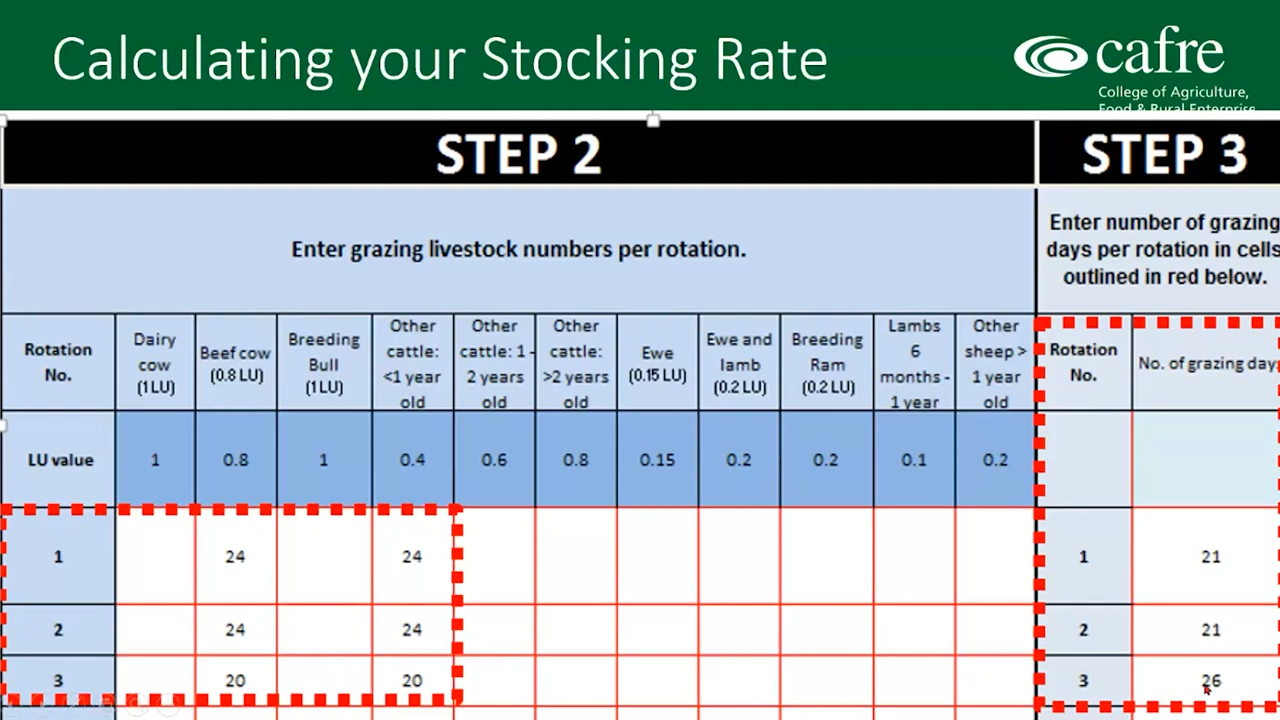 Calculating your Stocking Rate
cafre
College of Agriculture,
Food & Rural Enterprise
STEP 2
STEP 3
Enter grazing livestock numbers per rotation.
Enter number of grazing
days per rotation in cells
outlined in red below.
Rotation
No.
Dairy
cow
(1LU)
Beef cow
(0.8 LU)
Breeding
Bull
(1LU)
Other
cattle:
<1 year
old
Other
cattle: 1 -
2 years
old
Other
cattle:
>2 years
old
Ewe
(0.15 LU)
Ewe and
lamb
(0.2 LU)
Breeding
Ram
(0.2 LU)
Lambs
6
months -
1 year
Other
sheep >
1 year
old
Rotation
No.
No. of grazing days
LU value 1 0.8 1 0.4 0.6 0.8 0.15 0.2 0.2 0.1 0.2
1 24 24 1 21
2 24 24 2 21
3 20 20 3 26